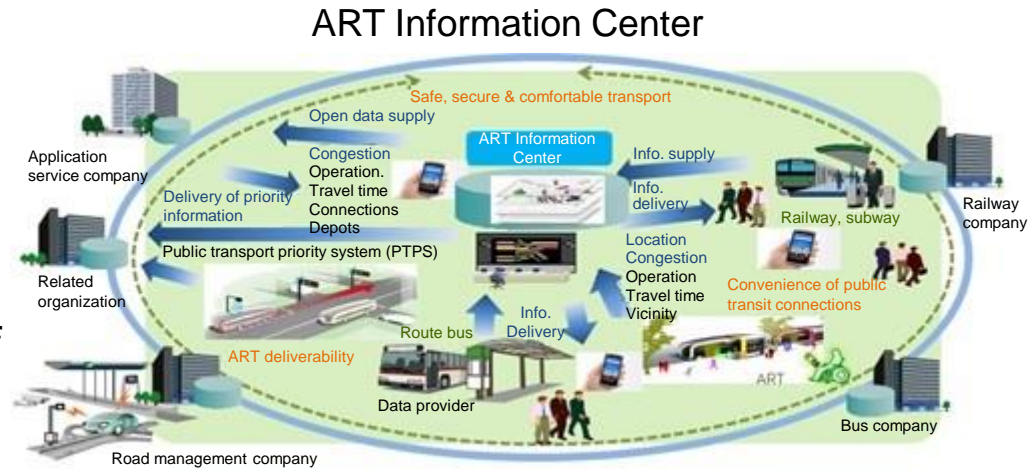 ART Information Center
Safe, secure & comfortable transport
Open data supply
ART Information
Center
Application
service company
Congestion
Operation.
Travel time
Connections
Depots
Info. supply
Info.
delivery
Delivery of priority
information
Railway, subway
Railway
company
Public transport priority system (PTPS)
Related
organization
Location
Congestion
Operation
Travel time
Vicinity
Convenience of public
transit connections
Route bus
Info.
Delivery
ART deliverability
ART
Data provider
Bus company
Road management company